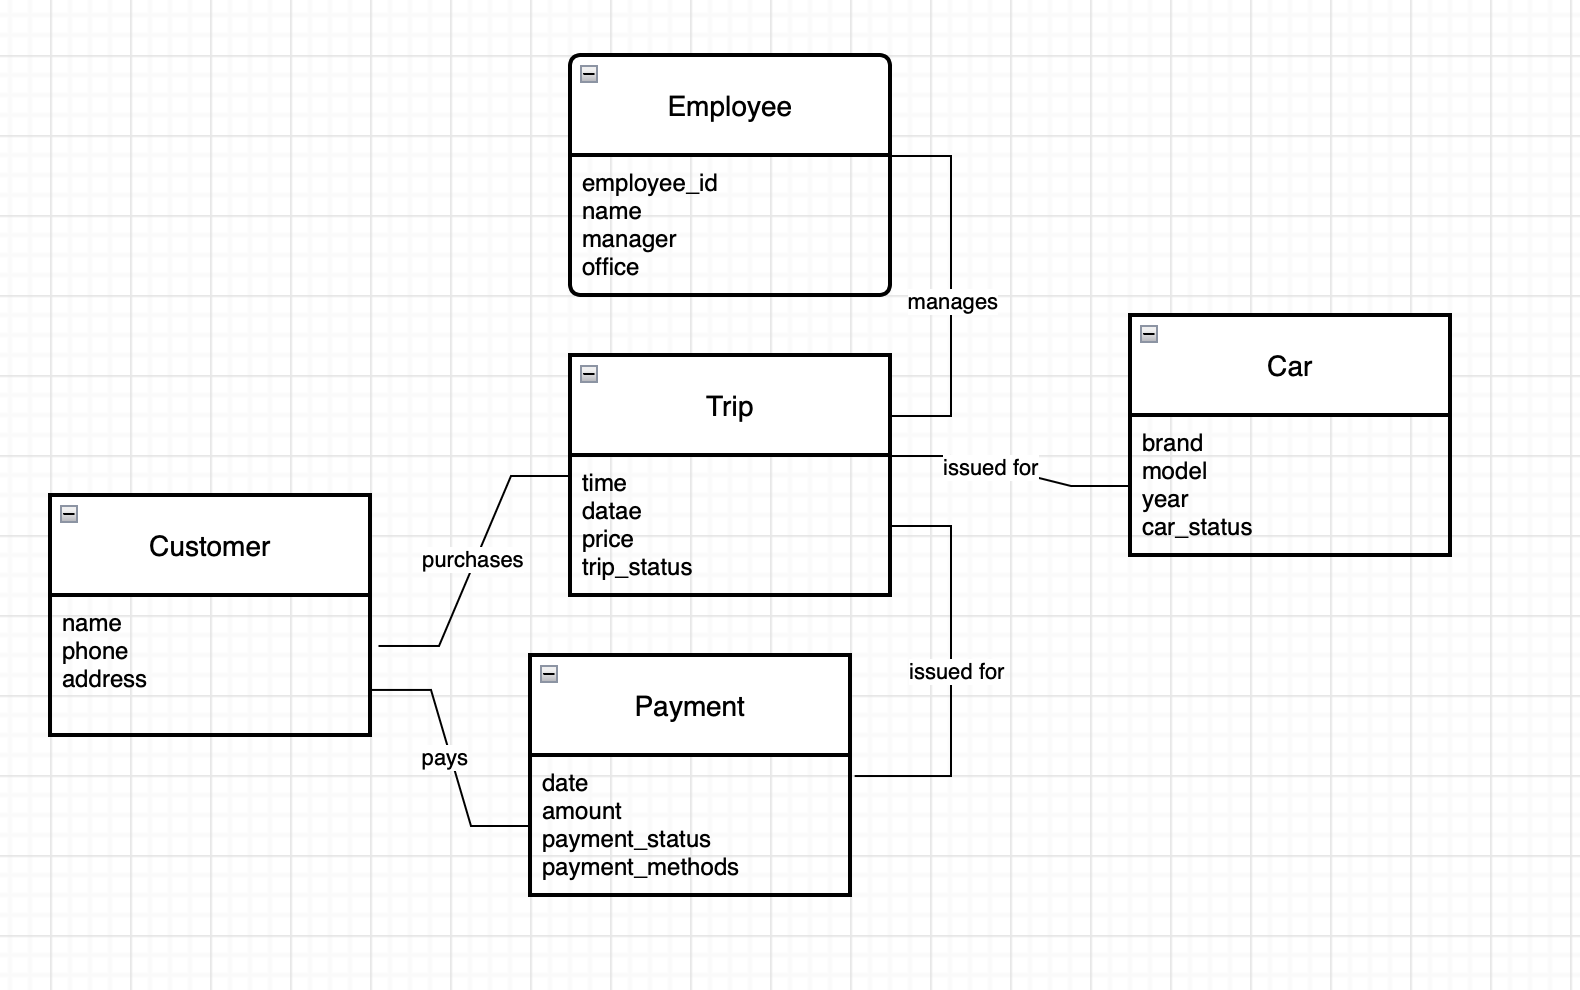 Employee
employee_id
name
manager
office
manages
Trip
time
datae
price
trip_status
issued for
Car
brand
model
year
car_status
Customer
name
phone
address
purchases
pays
Payment
date
amount
payment_status
payment_methods
issued for